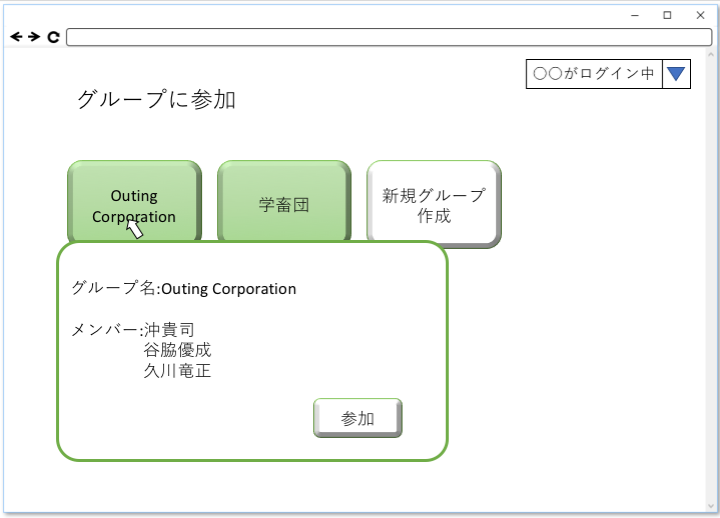 〇〇がログイン中
グループに参加
Outing
Corporation
学畜団
新規グループ
作成
グループ名:Outing Corporation
メンバー:沖貴司
谷脇優成
久川竜正
参加